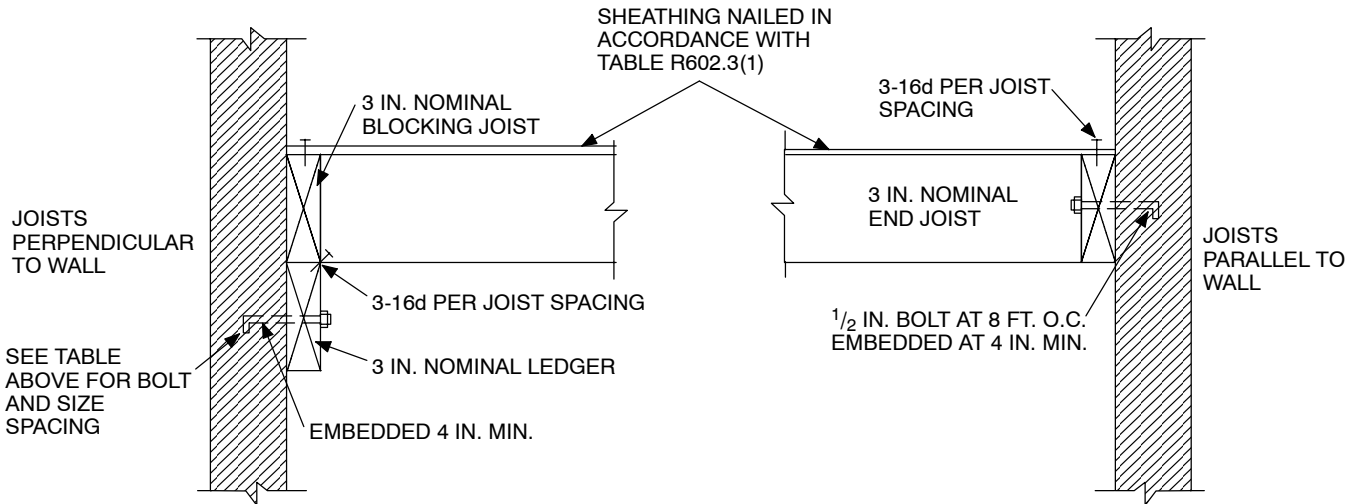 SHEATHING NAILED IN
ACCORDANCE WITH
TABLE R602.3(1)
3 IN. NOMINAL
BLOCKING JOIST
3-16d PER JOIST
SPACING
JOISTS
PERPENDICULAR
TO WALL
3 IN. NOMINAL
END JOIST
JOISTS
PARALLEL TO
WALL
3-16d PER JOIST SPACING
1/2 IN. BOLT AT 8 FT. O.C.
EMBEDDED AT 4 IN. MIN.
SEE TABLE
ABOVE FOR BOLT
AND SIZE
SPACING
3 IN. NOMINAL LEDGER
EMBEDDED 4 IN. MIN.